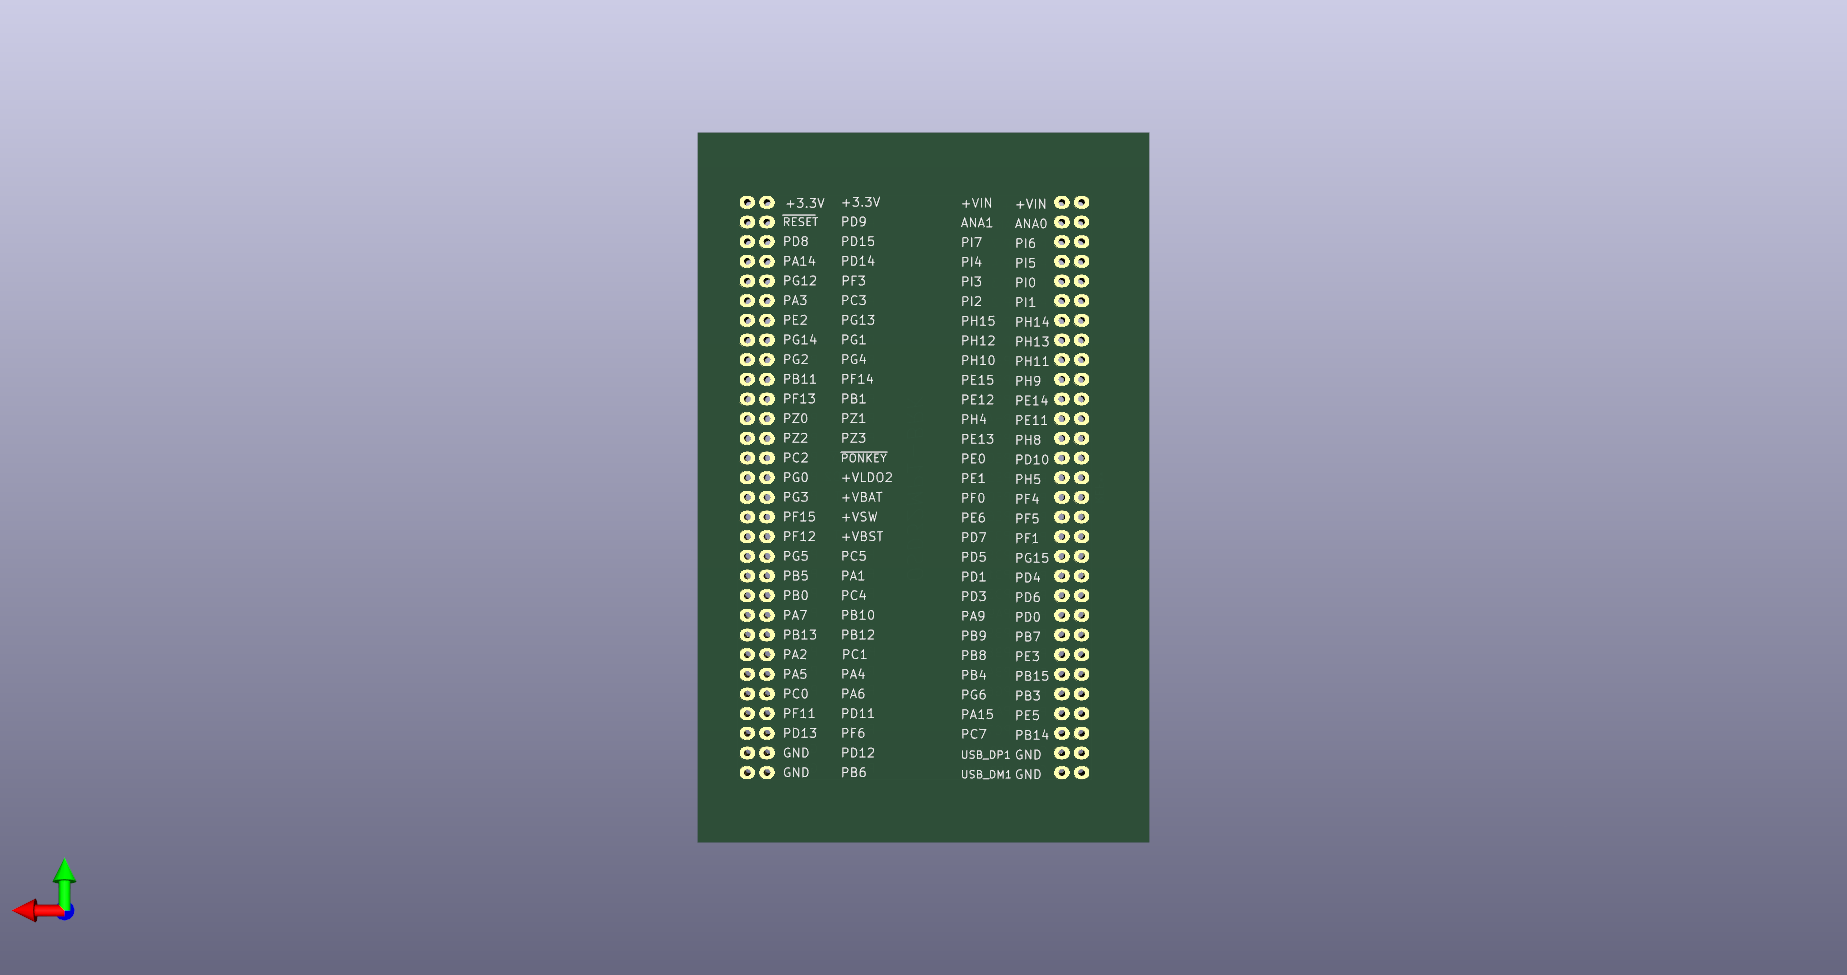 +3.3V +3.3V +VIN +VIN
RESET PD9 ANA1 ANA0
PD8 PD15 PI7 PI6
PA14 PD14 PI4 PI5
PG12 PF3 PI3 PI0
PA3 PC3 PI2 PI1
PE2 PG13 PH15 PH14
PG14 PG1 PH12 PH13
PG2 PG4 PH10 PH11
PB11 PF14 PE15 PH9
PF13 PB1 PE12 PE14
PZ0 PZ1 PH4 PE11
PZ2 PZ3 PE13 PH8
PC2 PONKEY PE0 PD10
PG0 +VLDO2 PE1 PH5
PG3 +VBAT PF0 PF4
PF15 +VSW PE6 PF5
PF12 +VBST PD7 PF1
PG5 PC5 PD5 PG15
PB5 PA1 PD1 PD4
PB0 PC4 PD3 PD6
PA7 PB10 PA9 PD0
PB13 PB12 PB9 PB7
PA2 PC1 PB8 PE3
PA5 PA4 PB4 PB15
PC0 PA6 PG6 PB3
PF11 PD11 PA15 PE5
PD13 PF6 PC7 PB14
GND PD12 USB_DP1 GND
GND PB6 USB_DM1 GND